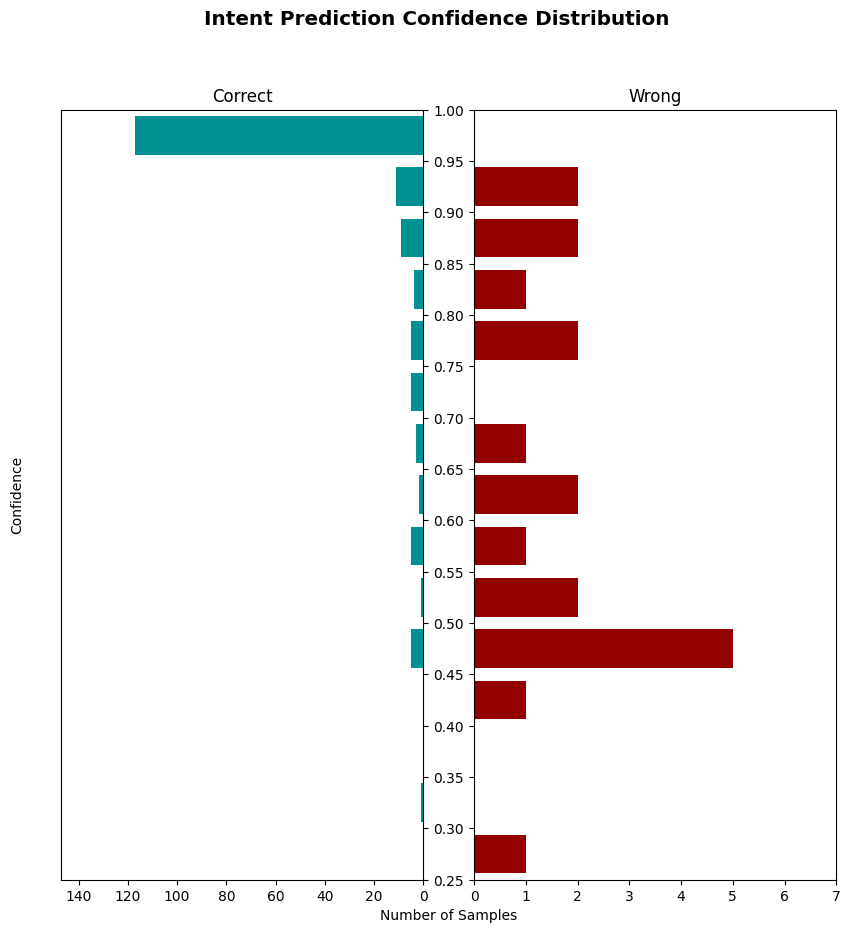 Intent Prediction Confidence Distribution
Correct
Wrong
Confidence
1.00
0.95
0.90
0.85
0.80
0.75
0.70
0.65
0.60
0.55
0.50
0.45
0.40
0.35
0.30
0.25
140 120 100 80 60 40 20 0
0 1 2 3 4 5 6 7
Number of Samples